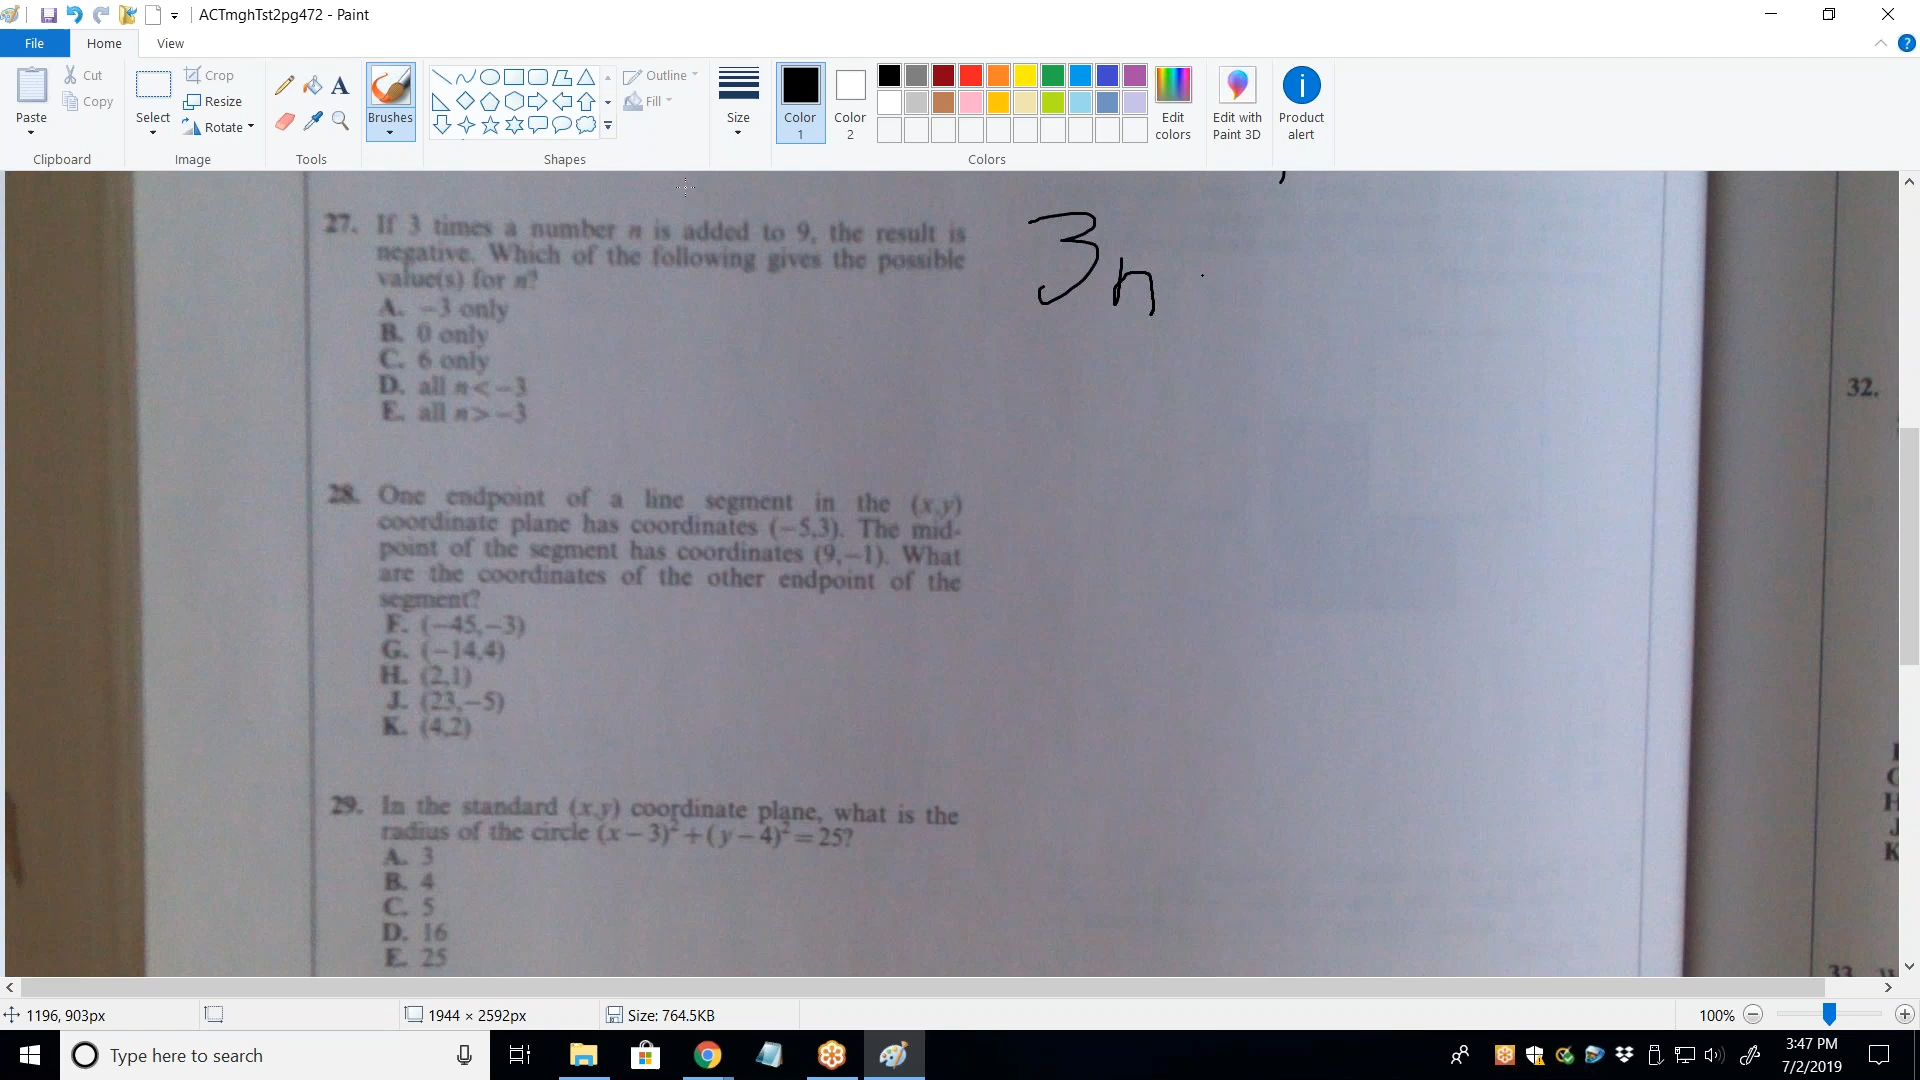 ACTmghTst2pg472 - Paint
File Home View
Paste
Cut
Copy
Clipboard
Select
Crop
Resize
Rotate
Image
A
Tools
Brushes
Shapes
Outline
Fill
Size
Color 1
Color 2
Edit colors
Colors
Edit with Paint 3D
Product alert
27. If 3 times a number n is added to 9, the result is
negative. Which of the following gives the possible
value(s) for n?
A. −3 only
B. 0 only
C. 6 only
D. all n < −3
E. all n > −3
3n
28. One endpoint of a line segment in the (x,y)
coordinate plane has coordinates (−5,3). The mid-
point of the segment has coordinates (9,−1). What
are the coordinates of the other endpoint of the
segment?
F. (−45,−3)
G. (−14,4)
H. (2,1)
J. (23,−5)
K. (4,2)
29. In the standard (x,y) coordinate plane, what is the
radius of the circle (x − 3)² + (y − 4)² = 25?
A. 3
B. 4
C. 5
D. 16
E. 25
32.
H
J
K
33.
1196, 903px
1944 × 2592px
Size: 764.5KB
100%
Type here to search
3:47 PM
7/2/2019